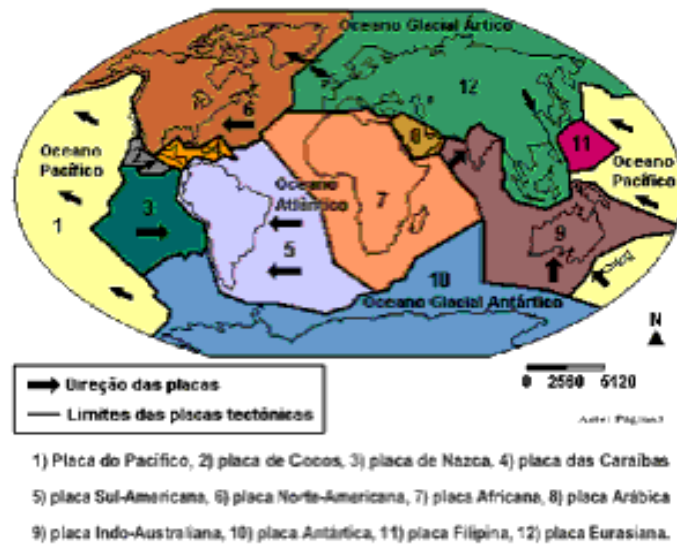 Oceano Glacial Ártico
12
6
8
11
Oceano
Pacífico
2
Oceano
Pacífico
Oceano
Atlântico
3
7
1
9
5
10
Oceano Glacial Antártico
N
Direção das placas
0 2560 5120
Limites das placas tectônicas
1) Placa do Pacífico, 2) placa de Cocos, 3) placa de Nazca, 4) placa das Caraíbas
5) placa Sul-Americana, 6) placa Norte-Americana, 7) placa Africana, 8) placa Arábica
9) placa Indo-Australiana, 10) placa Antártica, 11) placa Filipina, 12) placa Eurasiana.